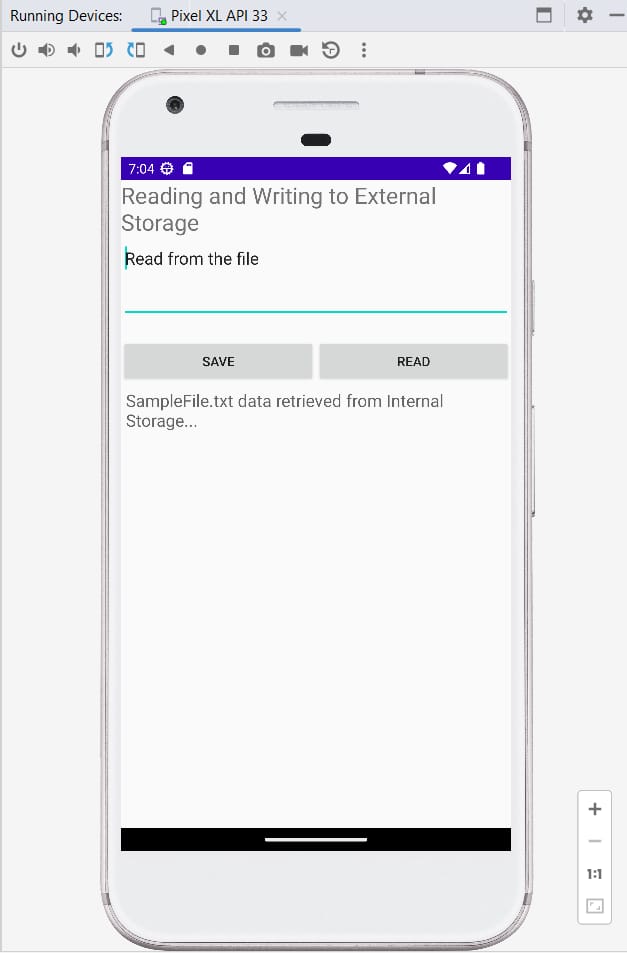 Running Devices: Pixel XL API 33
7:04
Reading and Writing to External
Storage
Read from the file
SAVE READ
SampleFile.txt data retrieved from Internal
Storage...
1:1